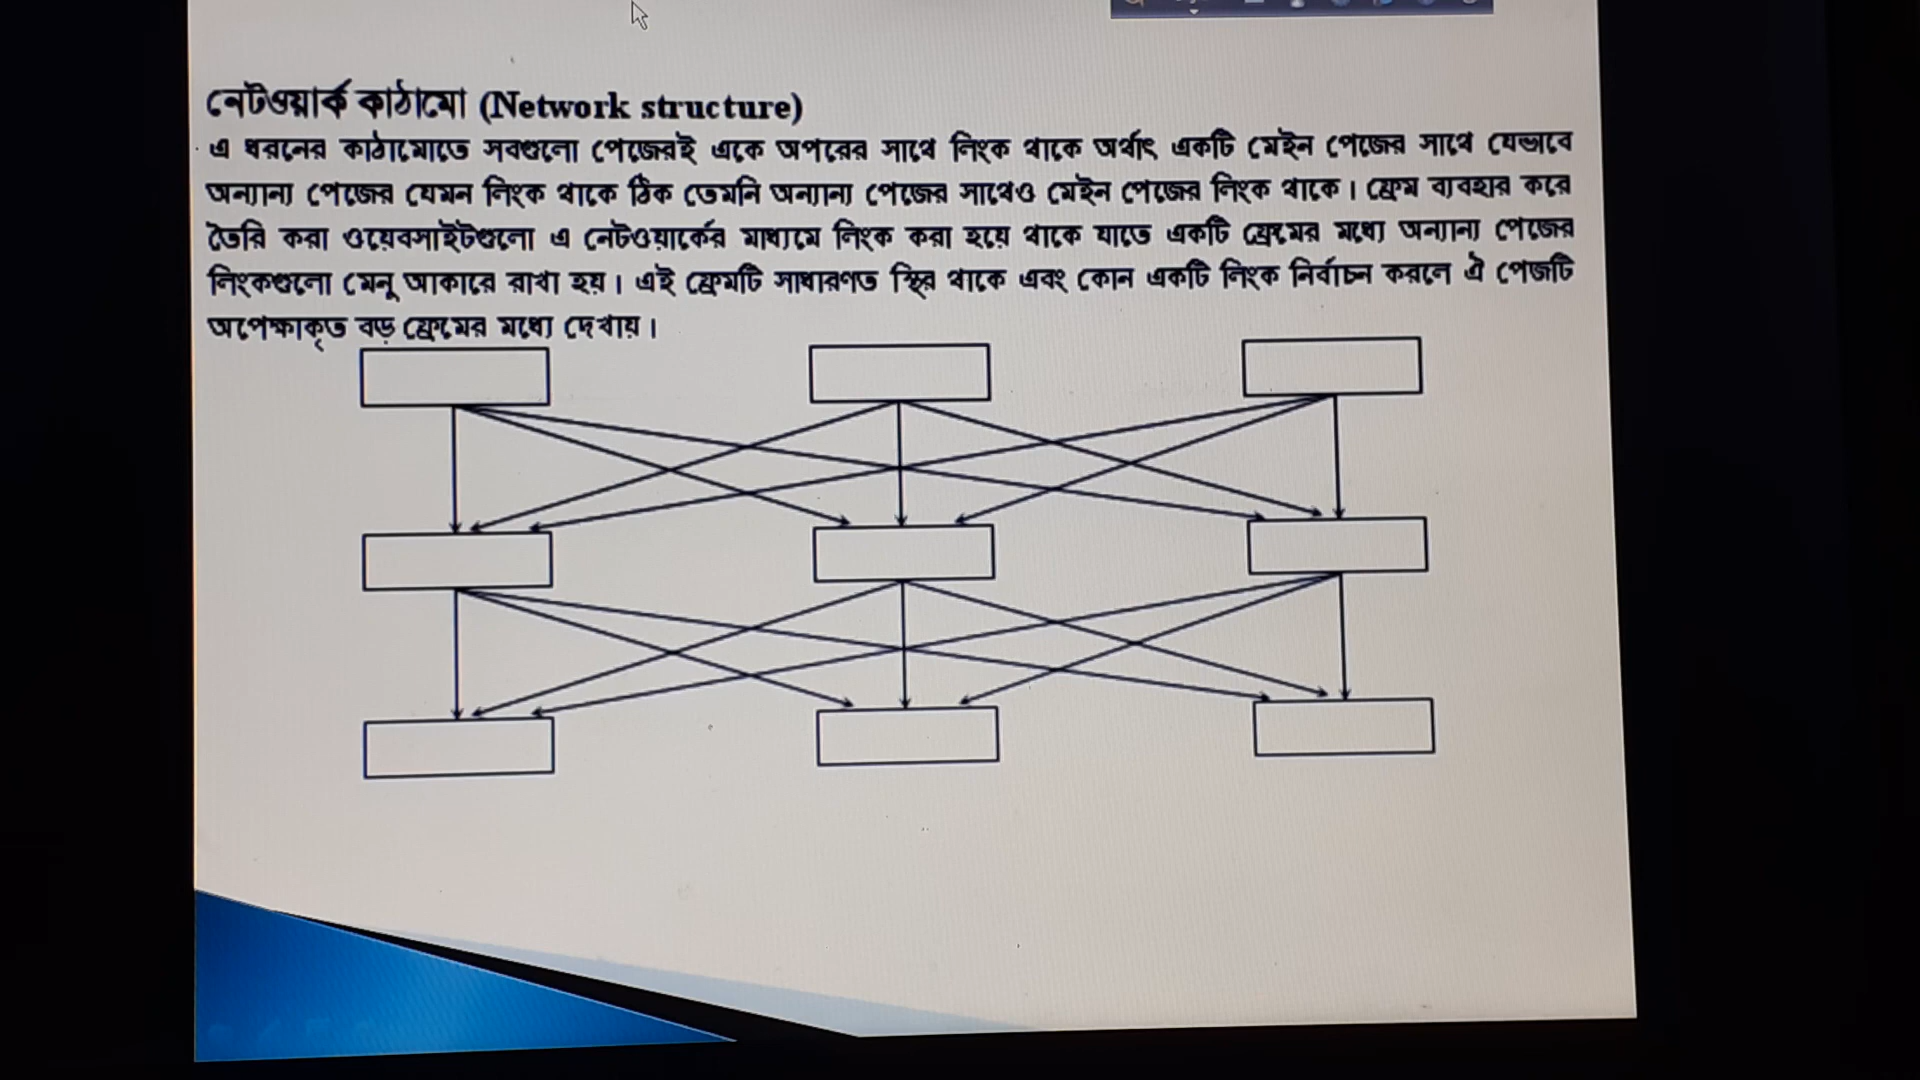 নেটওয়ার্ক কাঠামো (Network structure)
এ ধরনের কাঠামোতে সবগুলো পেজেরই একে অপরের সাথে লিংক থাকে অর্থাৎ একটি মেইন পেজের সাথে যেভাবে
অন্যান্য পেজের যেমন লিংক থাকে ঠিক তেমনি অন্যান্য পেজের সাথেও মেইন পেজের লিংক থাকে। ফ্রেম ব্যবহার করে
তৈরি করা ওয়েবসাইটগুলো এ নেটওয়ার্কের মাধ্যমে লিংক করা হয়ে থাকে যাতে একটি ফ্রেমের মধ্যে অন্যান্য পেজের
লিংকগুলো মেনু আকারে রাখা হয়। এই ফ্রেমটি সাধারণত স্থির থাকে এবং কোন একটি লিংক নির্বাচন করলে ঐ পেজটি
অপেক্ষাকৃত বড় ফ্রেমের মধ্যে দেখায়।